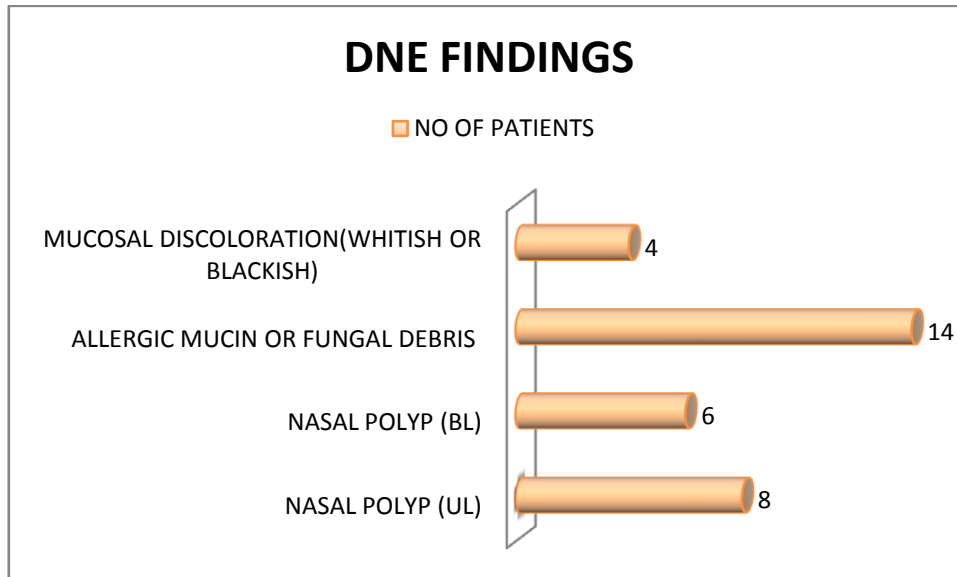 DNE FINDINGS
NO OF PATIENTS
MUCOSAL DISCOLORATION(WHITISH OR
BLACKISH)
4
ALLERGIC MUCIN OR FUNGAL DEBRIS
14
NASAL POLYP (BL)
6
NASAL POLYP (UL)
8